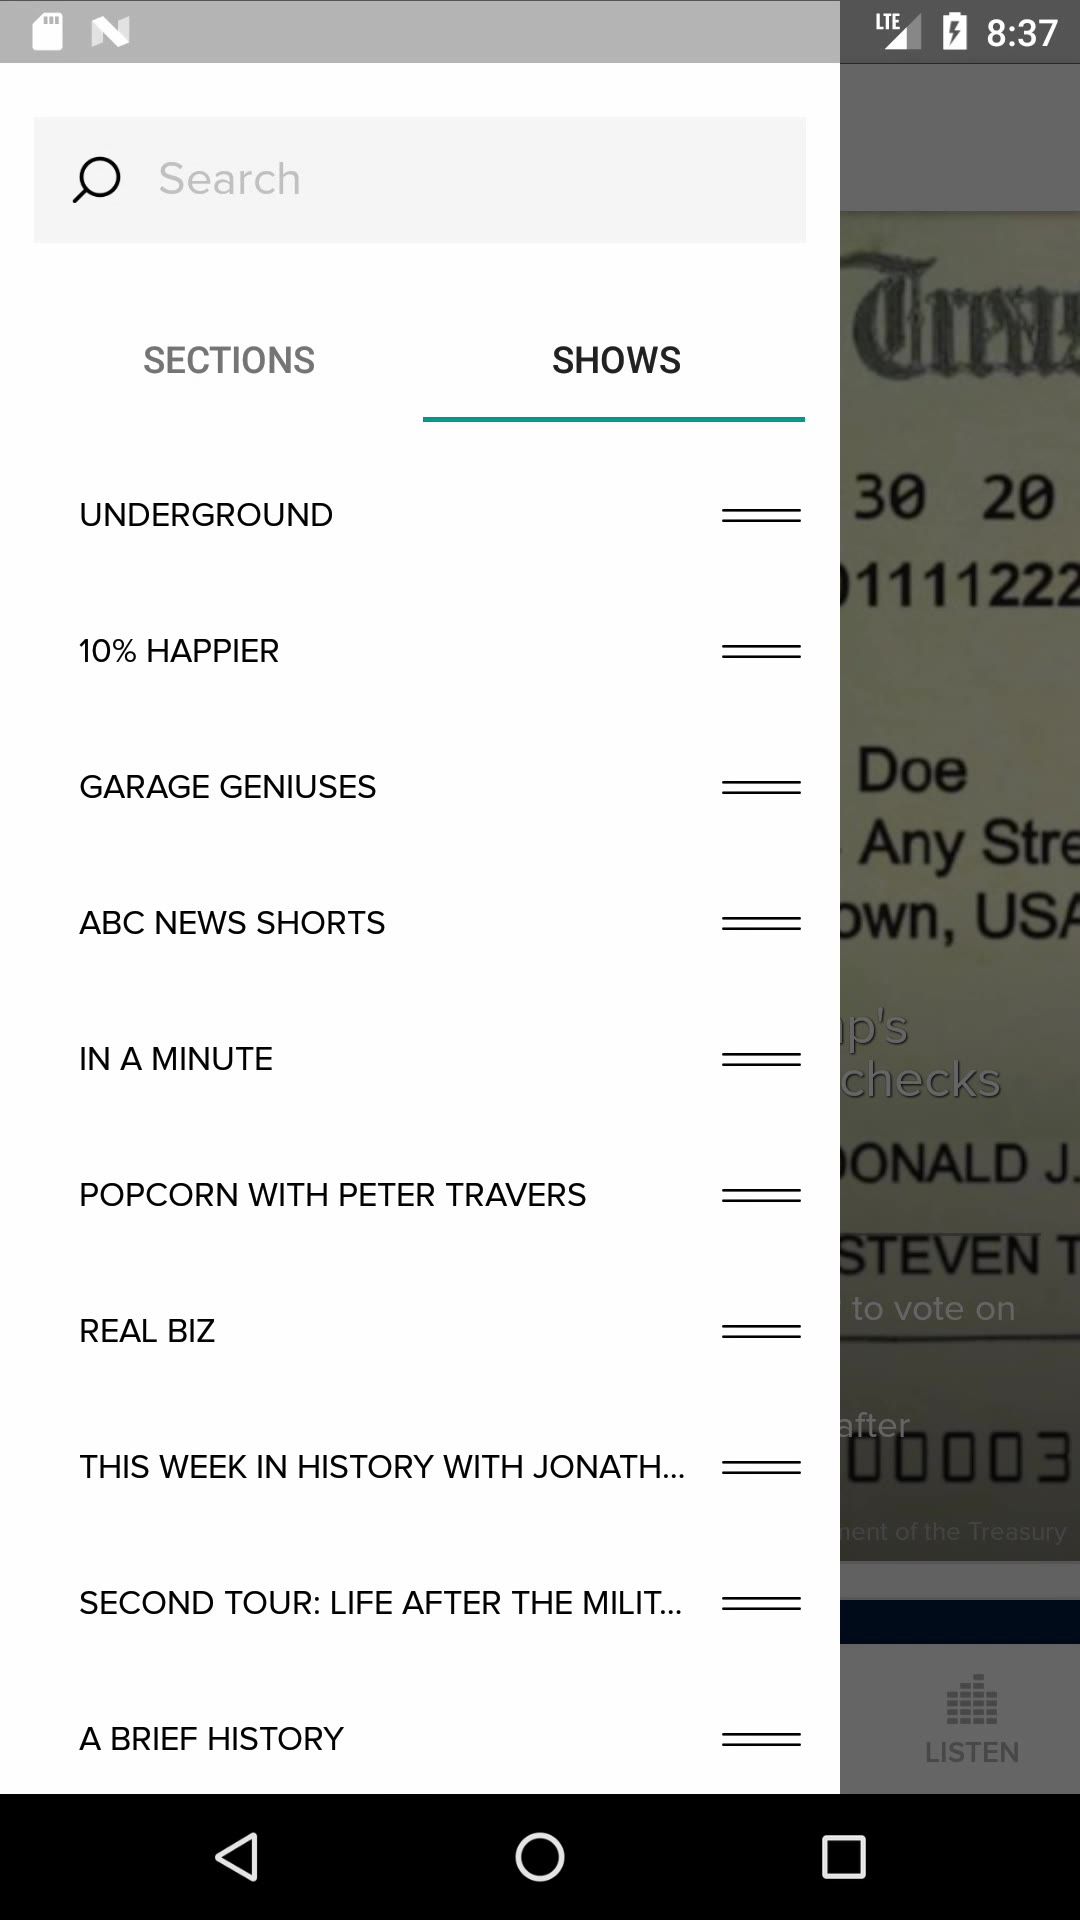 LTE 8:37
Search
SECTIONS SHOWS
UNDERGROUND
10% HAPPIER
GARAGE GENIUSES
ABC NEWS SHORTS
IN A MINUTE
POPCORN WITH PETER TRAVERS
REAL BIZ
THIS WEEK IN HISTORY WITH JONATH...
SECOND TOUR: LIFE AFTER THE MILIT...
A BRIEF HISTORY
30 20
01111222
Doe
Any Stre
own, USA
np's
checks
DONALD J.
STEVEN T
to vote on
after
00003
ment of the Treasury
LISTEN